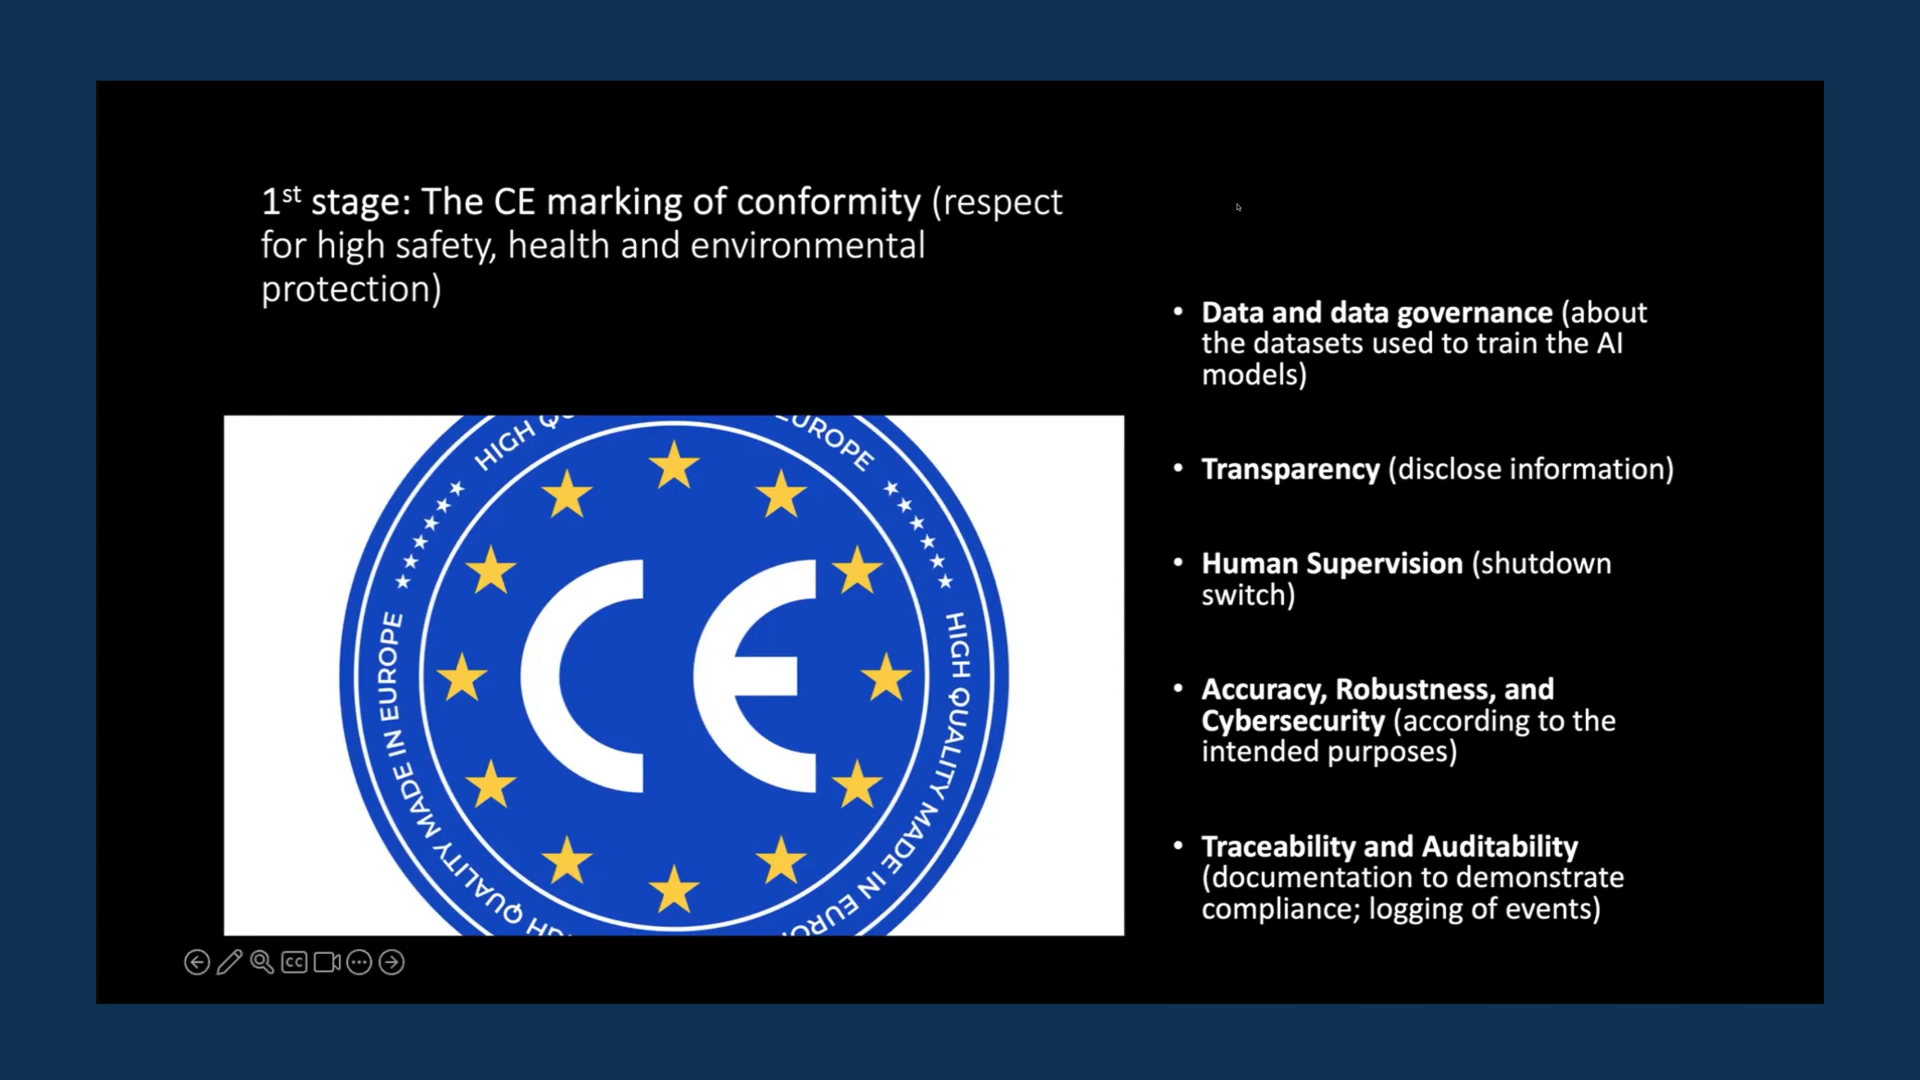 1st stage: The CE marking of conformity (respect
for high safety, health and environmental
protection)
• Data and data governance (about
the datasets used to train the AI
models)
• Transparency (disclose information)
• Human Supervision (shutdown
switch)
• Accuracy, Robustness, and
Cybersecurity (according to the
intended purposes)
• Traceability and Auditability
(documentation to demonstrate
compliance; logging of events)
HIGH
EUROPE
HIGH QUALITY MADE IN
HIGH QUALITY MADE IN EUROPE
CE
CC